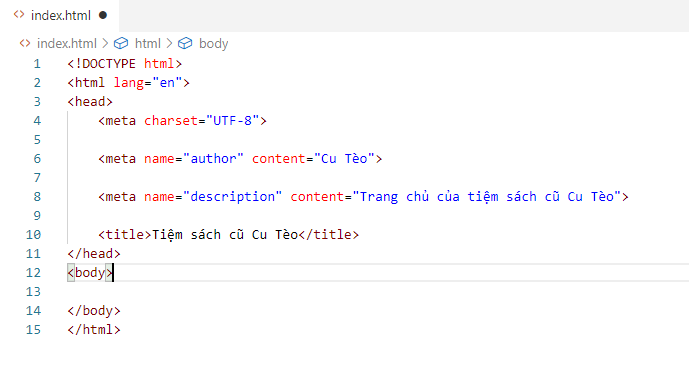 index.html
index.html > html > body
1 <!DOCTYPE html>
2 <html lang="en">
3 <head>
4 <meta charset="UTF-8">
5
6 <meta name="author" content="Cu Tèo">
7
8 <meta name="description" content="Trang chủ của tiệm sách cũ Cu Tèo">
9
10 <title>Tiệm sách cũ Cu Tèo</title>
11 </head>
12 <body>
13
14 </body>
15 </html>